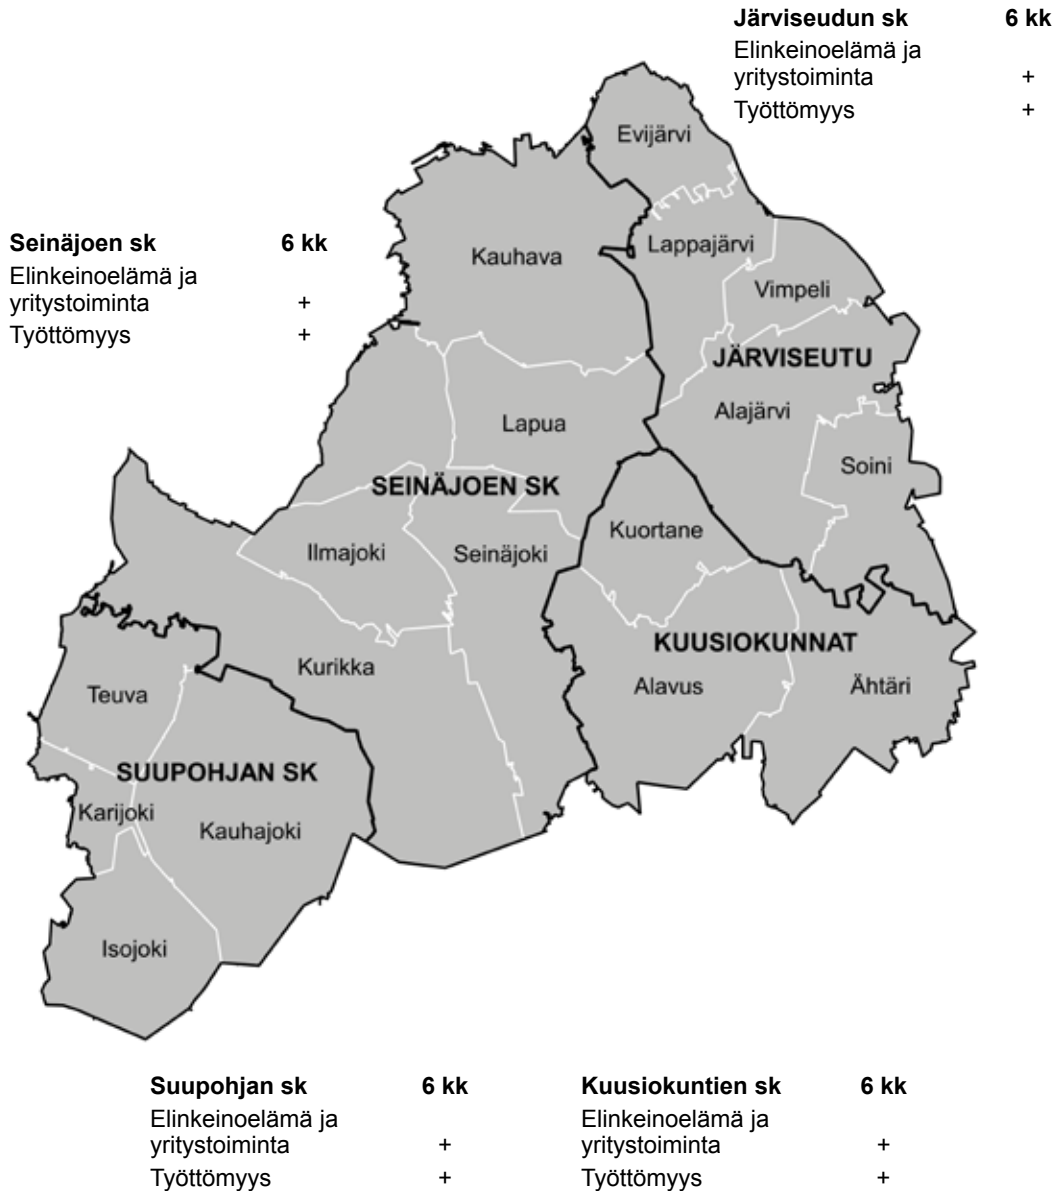 Järviseudun sk 6 kk
Elinkeinoelämä ja
yritystoiminta +
Työttömyys +
Evijärvi
Seinäjoen sk 6 kk
Elinkeinoelämä ja
yritystoiminta +
Työttömyys +
Kauhava
Lappajärvi
Vimpeli
JÄRVISEUTU
Alajärvi
Lapua
Soini
SEINÄJOEN SK
Kuortane
Ilmajoki
Seinäjoki
KUUSIOKUNNAT
Kurikka
Alavus
Ähtäri
Teuva
SUUPOHJAN SK
Karijoki
Kauhajoki
Isojoki
Suupohjan sk 6 kk
Elinkeinoelämä ja
yritystoiminta +
Työttömyys +
Kuusiokuntien sk 6 kk
Elinkeinoelämä ja
yritystoiminta +
Työttömyys +